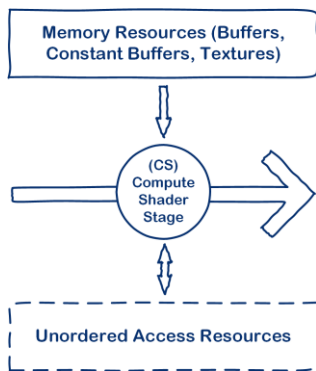 Memory Resources (Buffers,
Constant Buffers, Textures)
(CS)
Compute
Shader
Stage
Unordered Access Resources